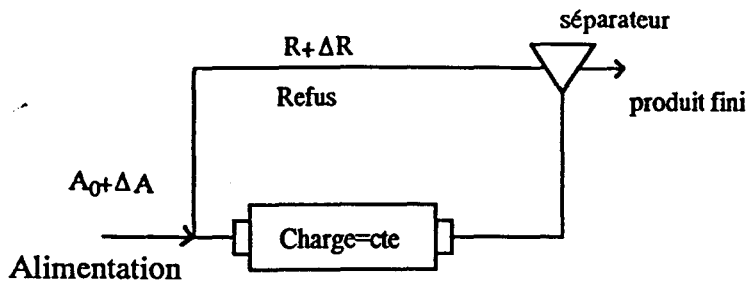 séparateur
R+ΔR
Refus
produit fini
A₀+ΔA
Charge=cte
Alimentation